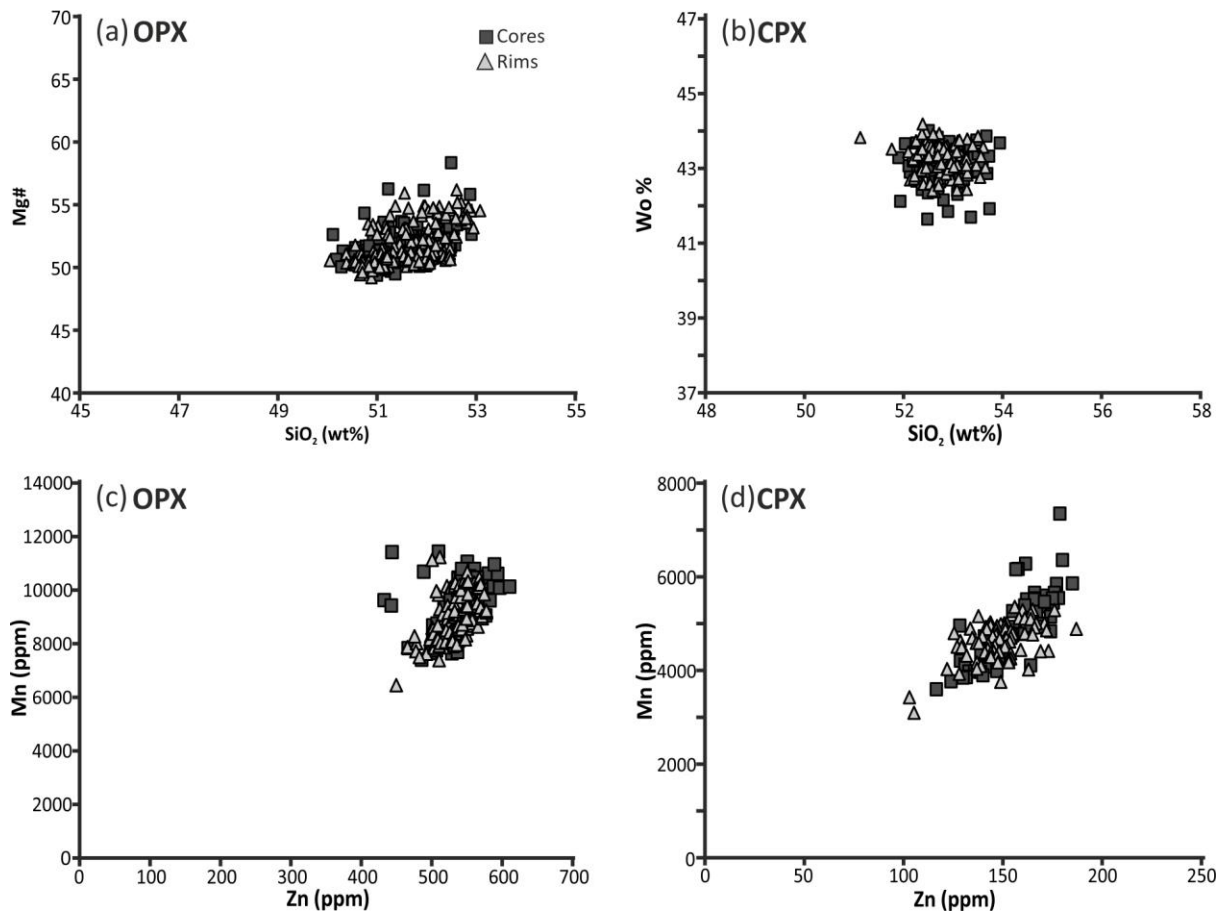 (a) OPX
Cores
Rims
70
65
60
55
50
45
40
Mg#
45 47 49 51 53 55
SiO₂ (wt%)
(b) CPX
47
45
43
41
39
37
Wo %
48 50 52 54 56 58
SiO₂ (wt%)
(c) OPX
14000
12000
10000
8000
6000
4000
2000
0
Mn (ppm)
0 100 200 300 400 500 600 700
Zn (ppm)
(d) CPX
8000
6000
4000
2000
0
Mn (ppm)
0 50 100 150 200 250
Zn (ppm)